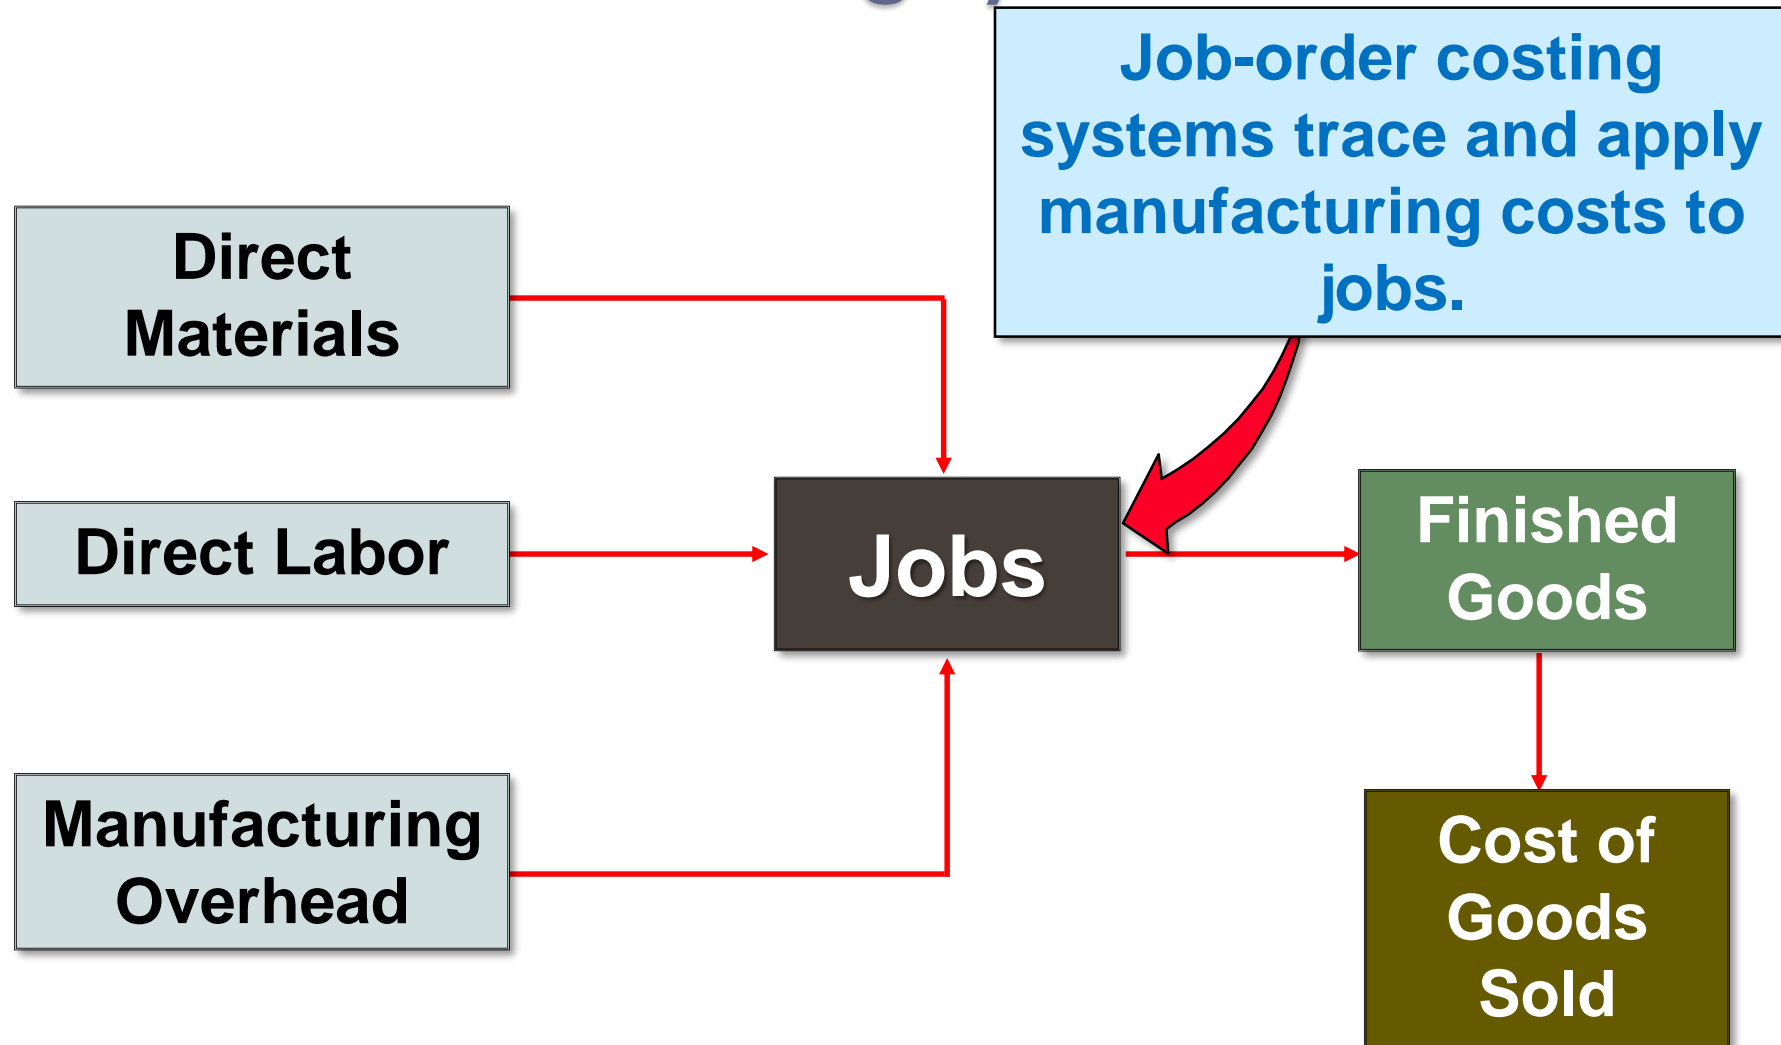 Job-order costing
systems trace and apply
manufacturing costs to
jobs.
Direct
Materials
Direct Labor
Jobs
Finished
Goods
Manufacturing
Overhead
Cost of
Goods
Sold